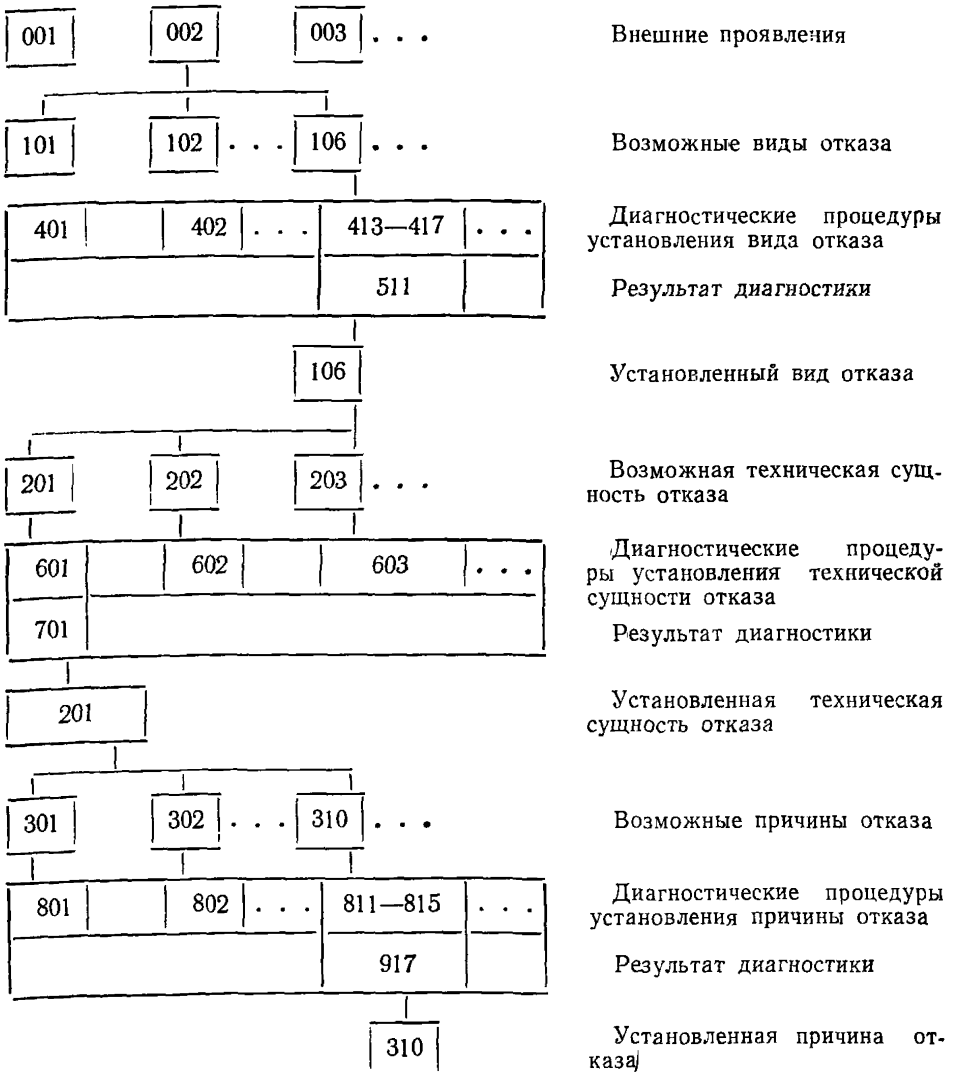 001 002 003 . . . Внешние проявления
101 102 . . . 106 . . . Возможные виды отказа
401 402 . . . 413—417 . . . Диагностические процедуры
установления вида отказа
511 Результат диагностики
106 Установленный вид отказа
201 202 203 . . . Возможная техническая сущ-
ность отказа
601 602 603 . . . Диагностические процеду-
ры установления технической
сущности отказа
701 Результат диагностики
201 Установленная техническая
сущность отказа
301 302 . . . 310 . . . Возможные причины отказа
801 802 . . . 811—815 . . . Диагностические процедуры
установления причины отказа
917 Результат диагностики
310 Установленная причина от-
каза